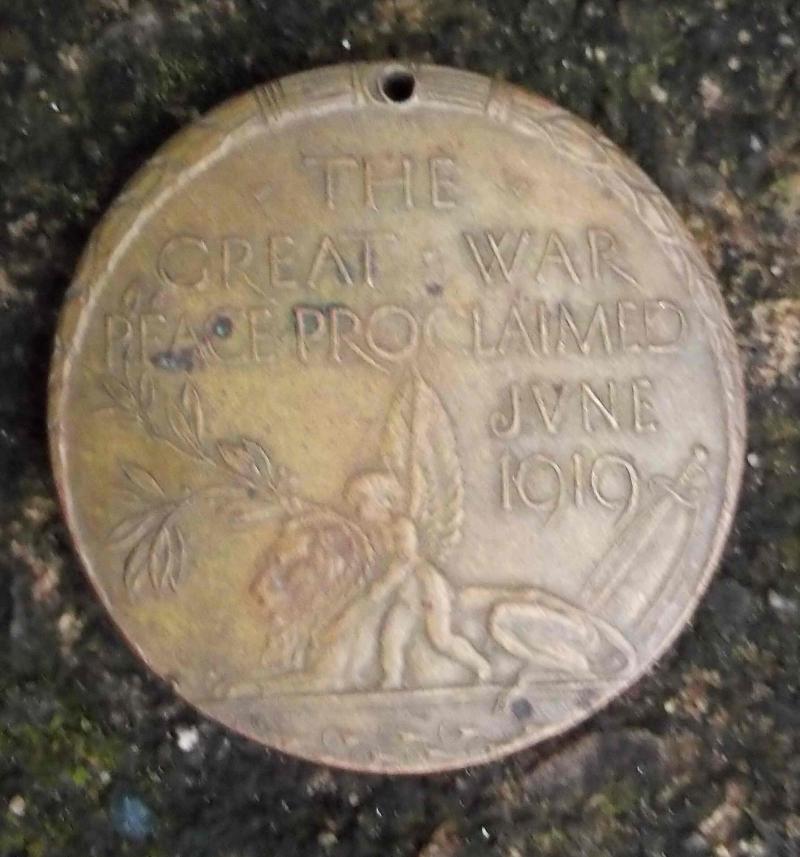 THE
GREAT WAR
PEACE PROCLAIMED
JVNE
1919